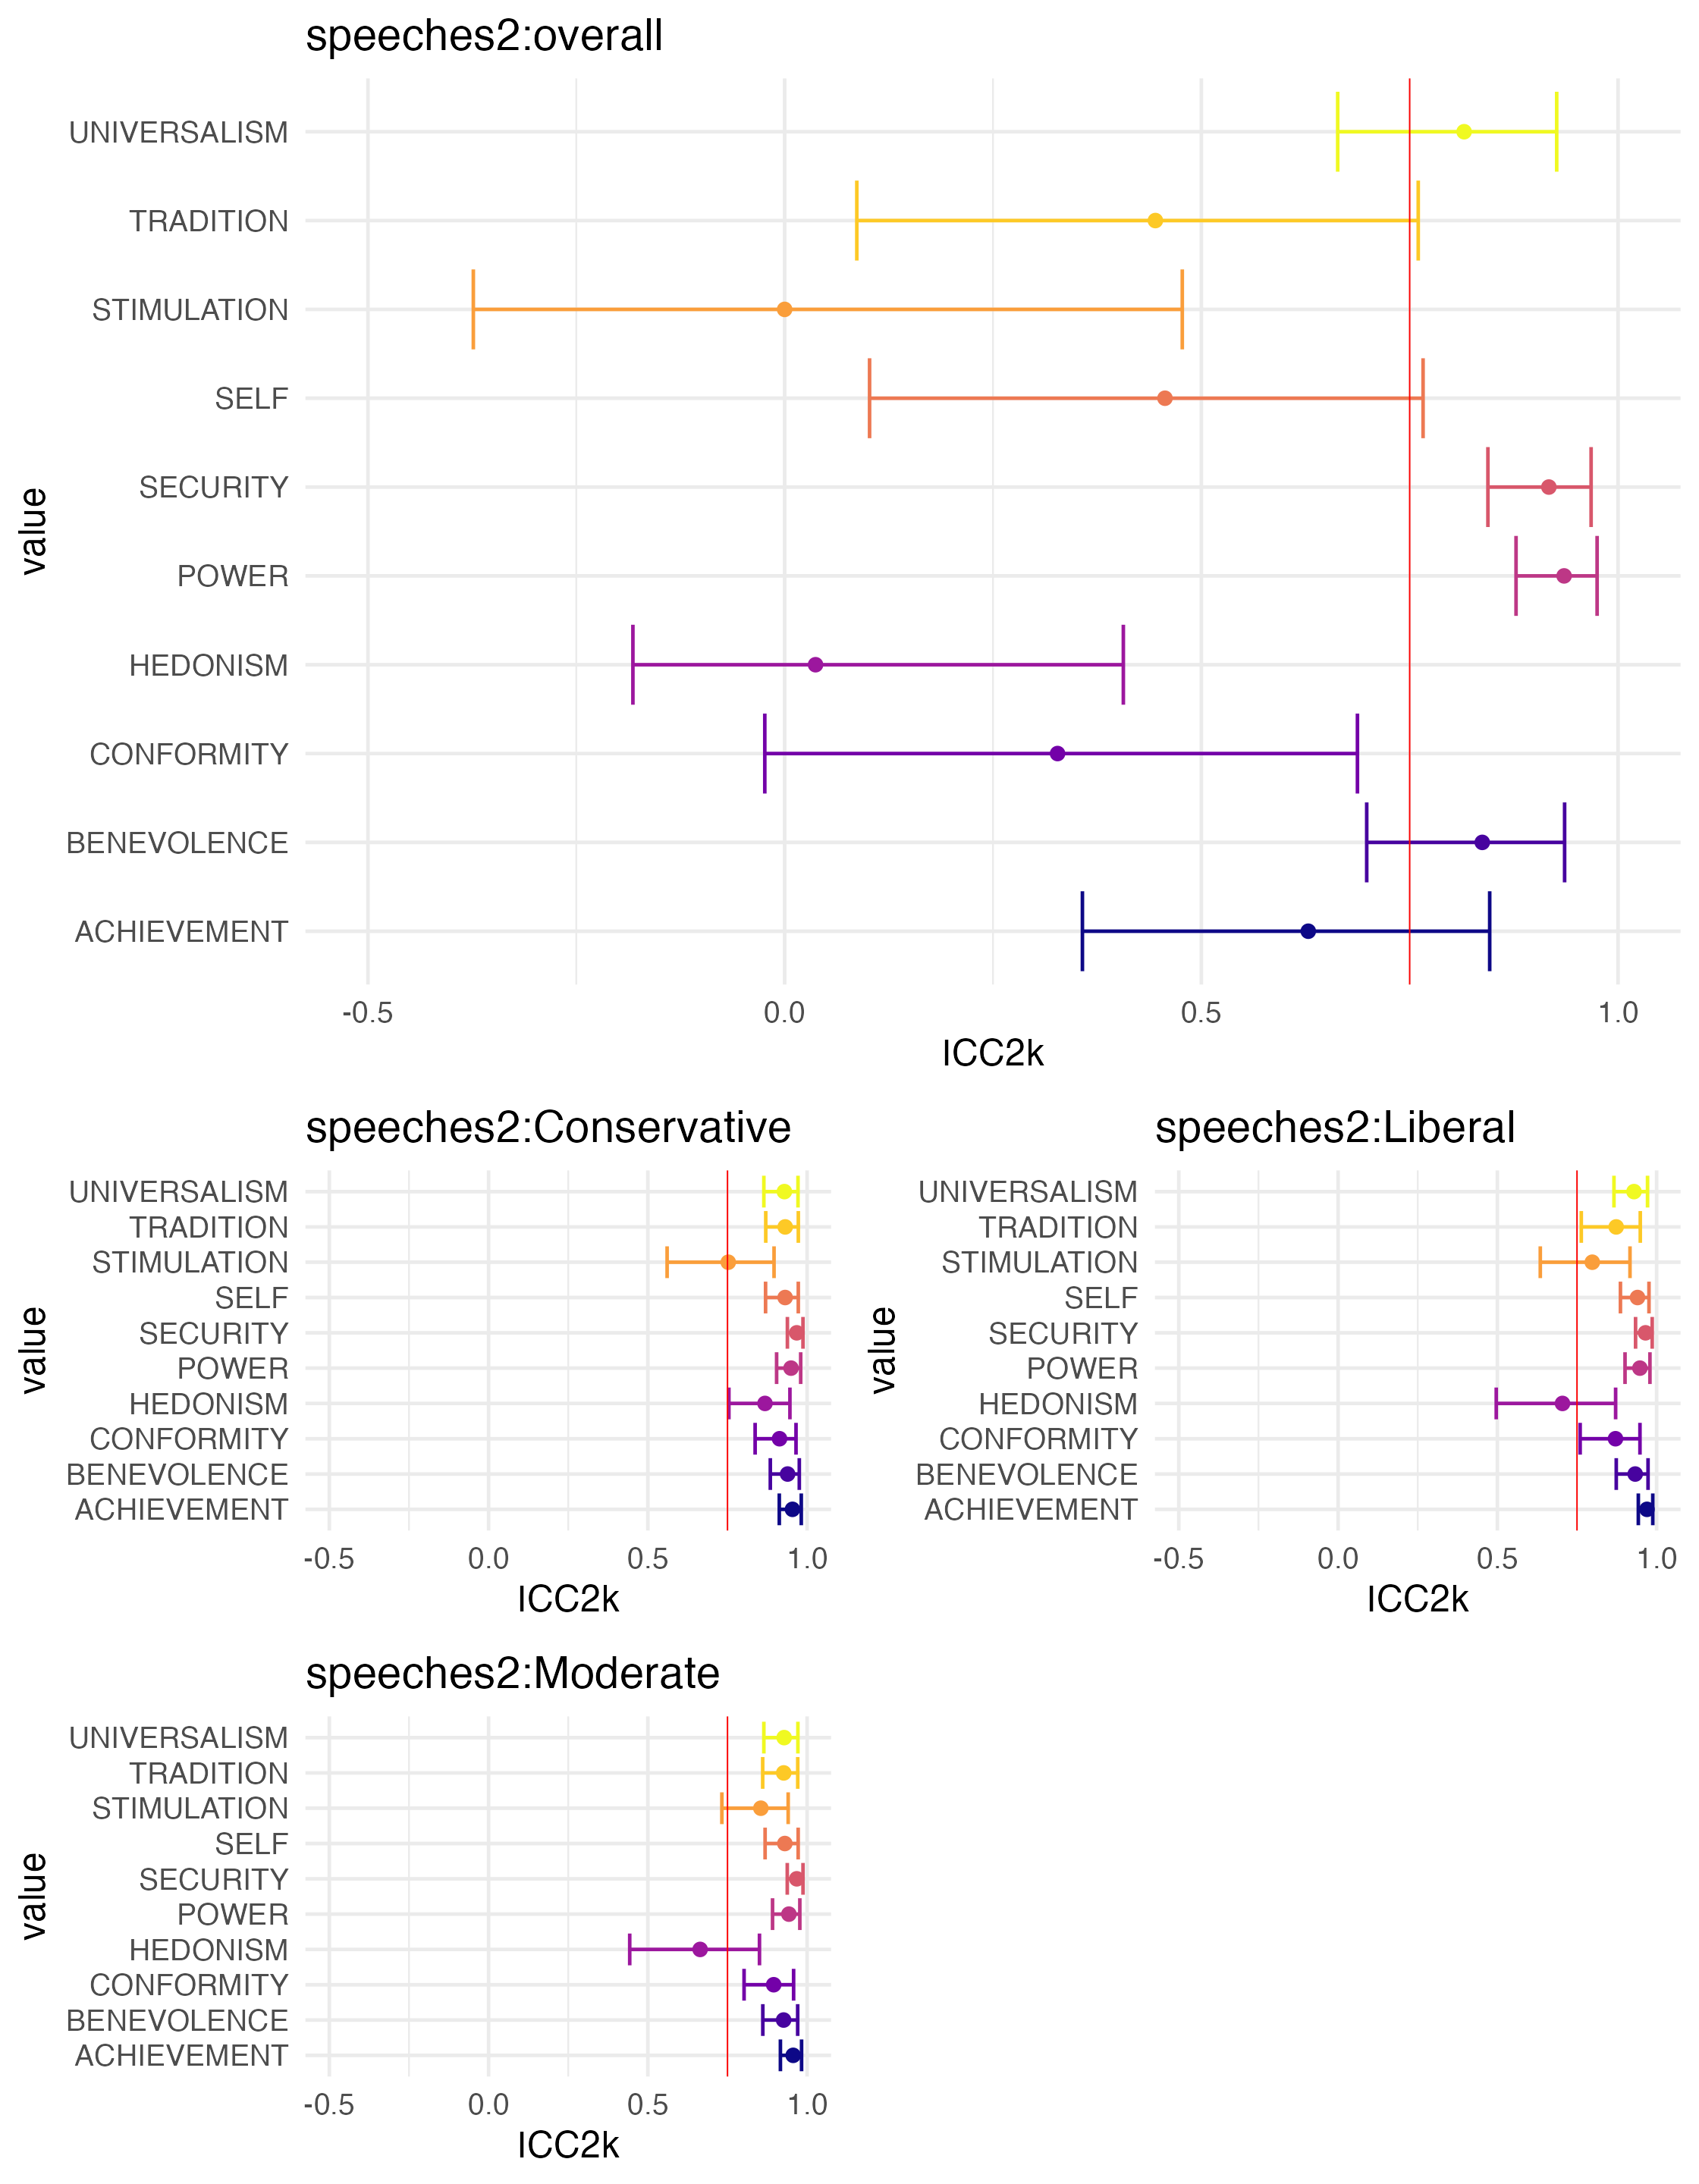 speeches2:overall
value
UNIVERSALISM
TRADITION
STIMULATION
SELF
SECURITY
POWER
HEDONISM
CONFORMITY
BENEVOLENCE
ACHIEVEMENT
-0.5 0.0 0.5 1.0
ICC2k
speeches2:Conservative
value
UNIVERSALISM
TRADITION
STIMULATION
SELF
SECURITY
POWER
HEDONISM
CONFORMITY
BENEVOLENCE
ACHIEVEMENT
-0.5 0.0 0.5 1.0
ICC2k
speeches2:Liberal
value
UNIVERSALISM
TRADITION
STIMULATION
SELF
SECURITY
POWER
HEDONISM
CONFORMITY
BENEVOLENCE
ACHIEVEMENT
-0.5 0.0 0.5 1.0
ICC2k
speeches2:Moderate
value
UNIVERSALISM
TRADITION
STIMULATION
SELF
SECURITY
POWER
HEDONISM
CONFORMITY
BENEVOLENCE
ACHIEVEMENT
-0.5 0.0 0.5 1.0
ICC2k